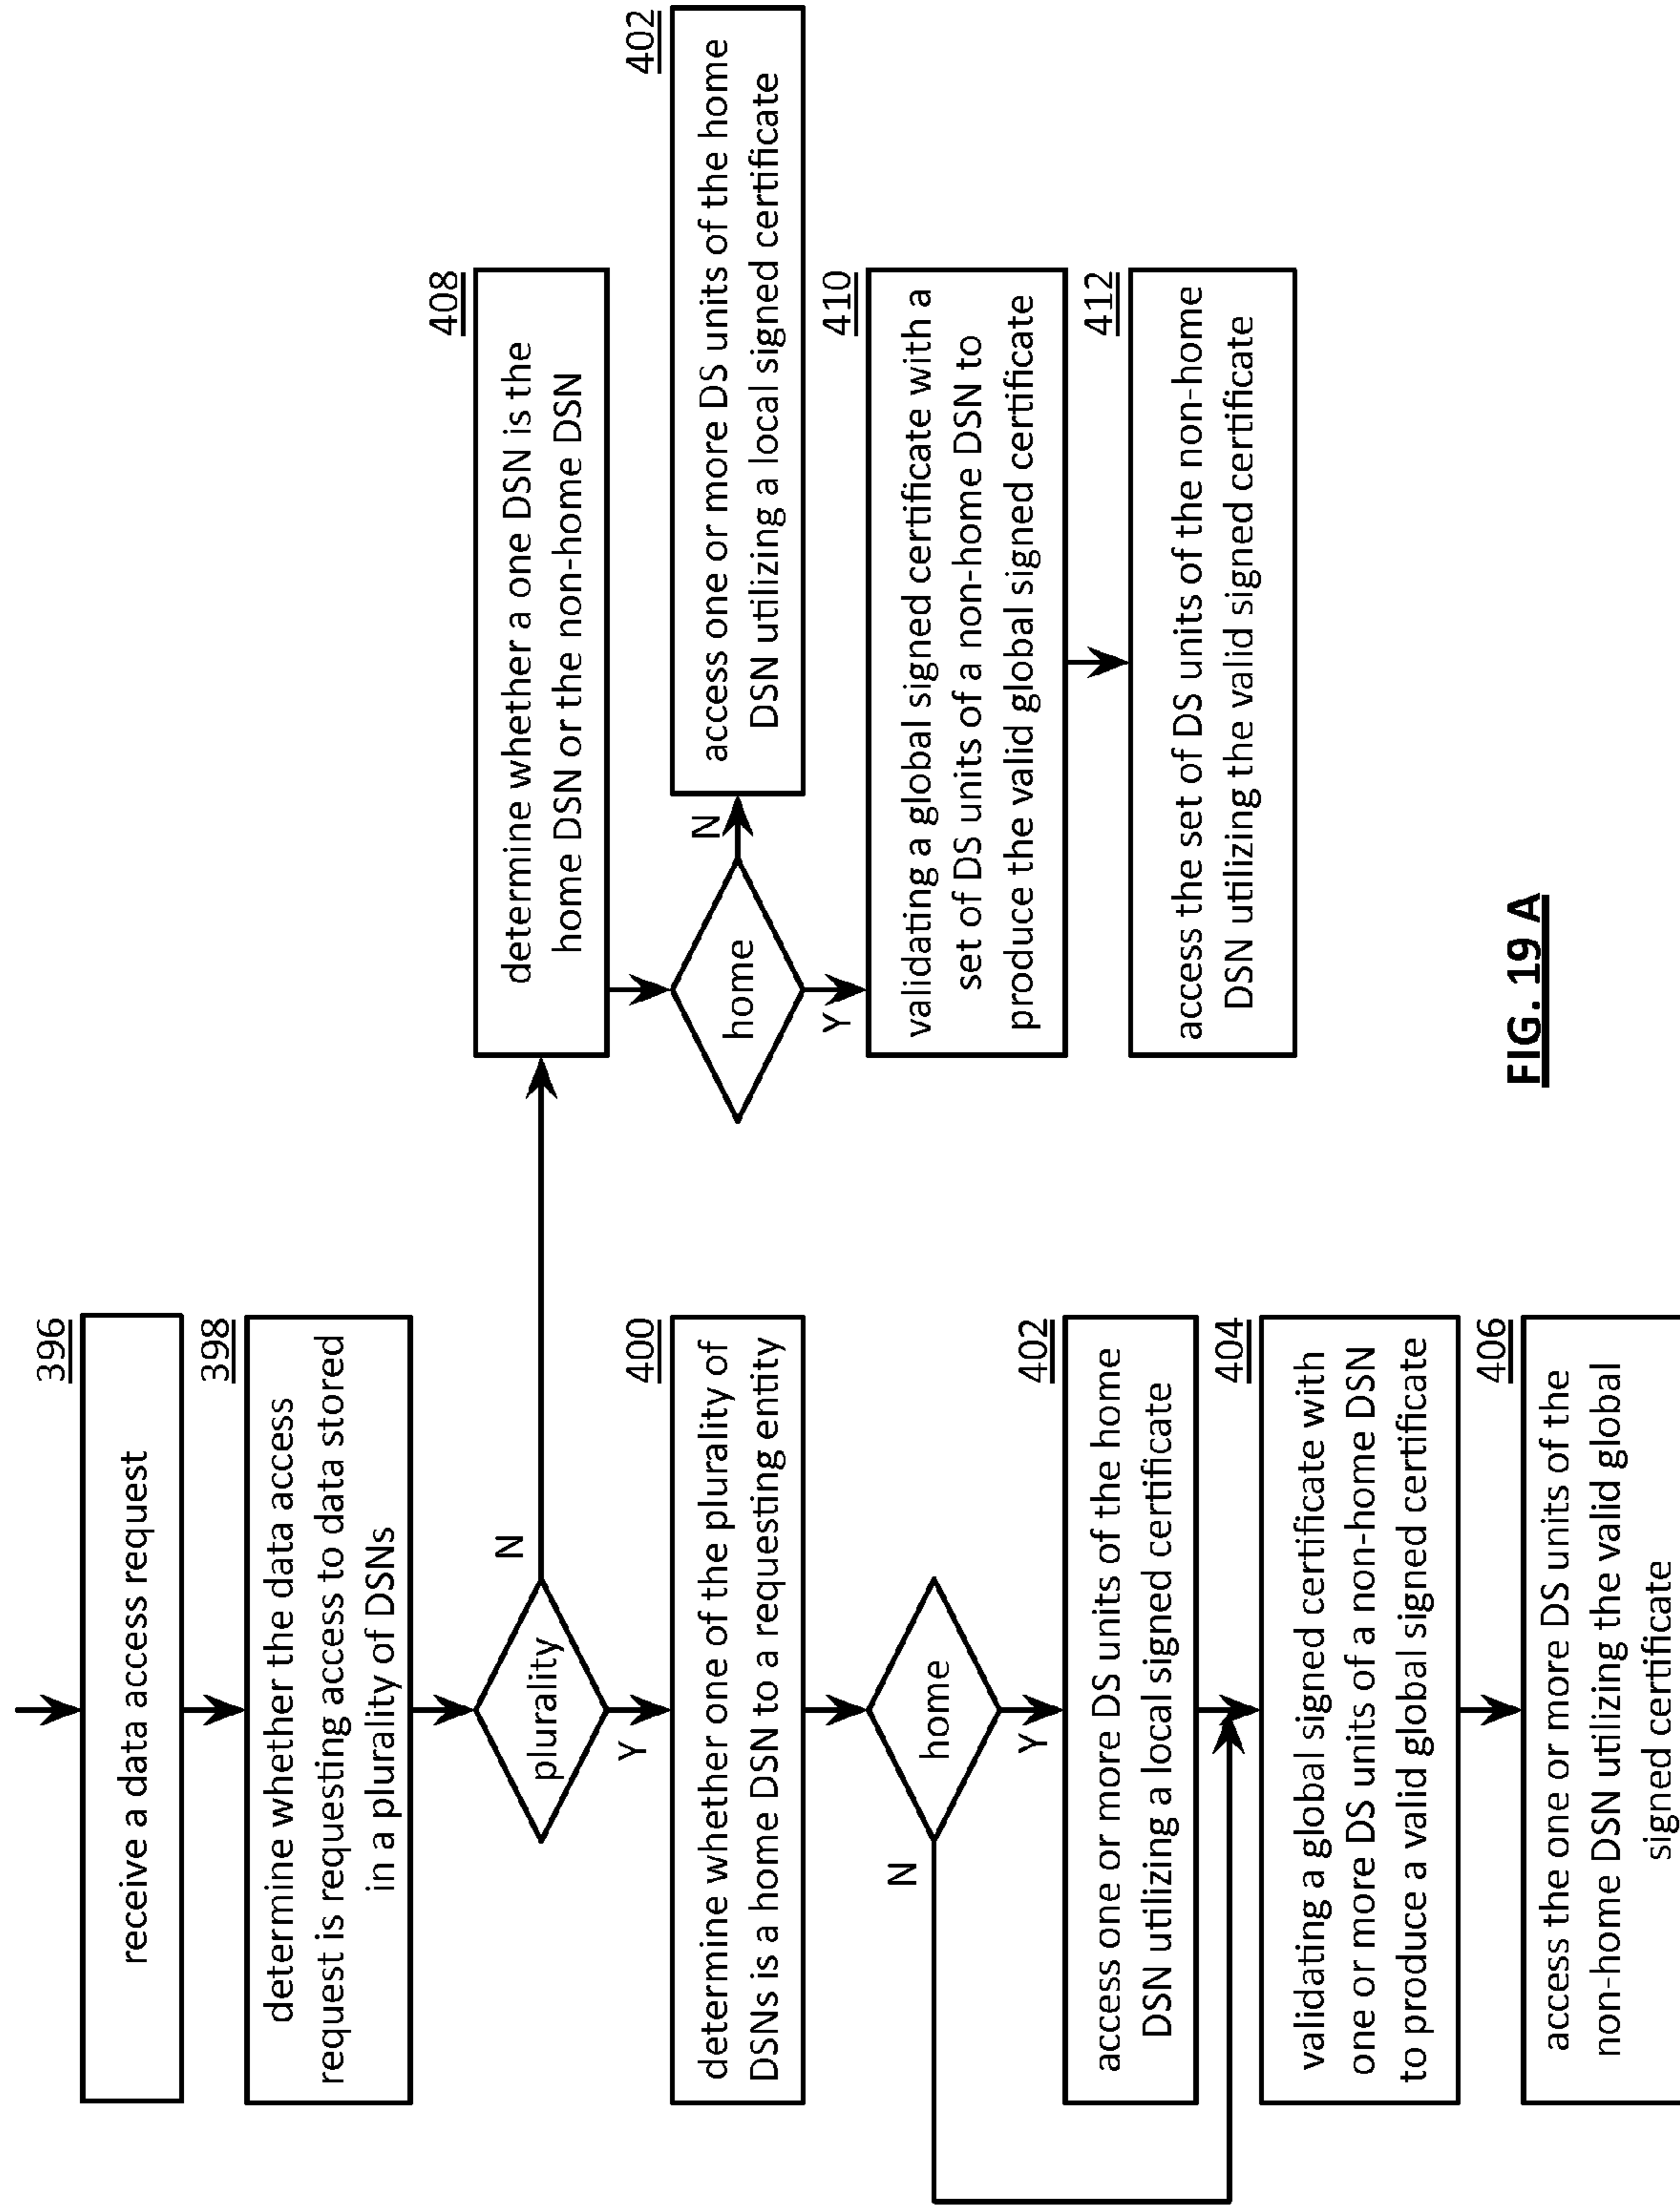 396
receive a data access request
398
determine whether the data access
request is requesting access to data stored
in a plurality of DSNs
plurality
N
Y
400
determine whether one of the plurality of
DSNs is a home DSN to a requesting entity
home
N
Y
402
access one or more DS units of the home
DSN utilizing a local signed certificate
404
validating a global signed certificate with
one or more DS units of a non-home DSN
to produce a valid global signed certificate
406
access the one or more DS units of the
non-home DSN utilizing the valid global
signed certificate
408
determine whether a one DSN is the
home DSN or the non-home DSN
home
N
Y
402
access one or more DS units of the home
DSN utilizing a local signed certificate
410
validating a global signed certificate with a
set of DS units of a non-home DSN to
produce the valid global signed certificate
412
access the set of DS units of the non-home
DSN utilizing the valid signed certificate
FIG. 19 A